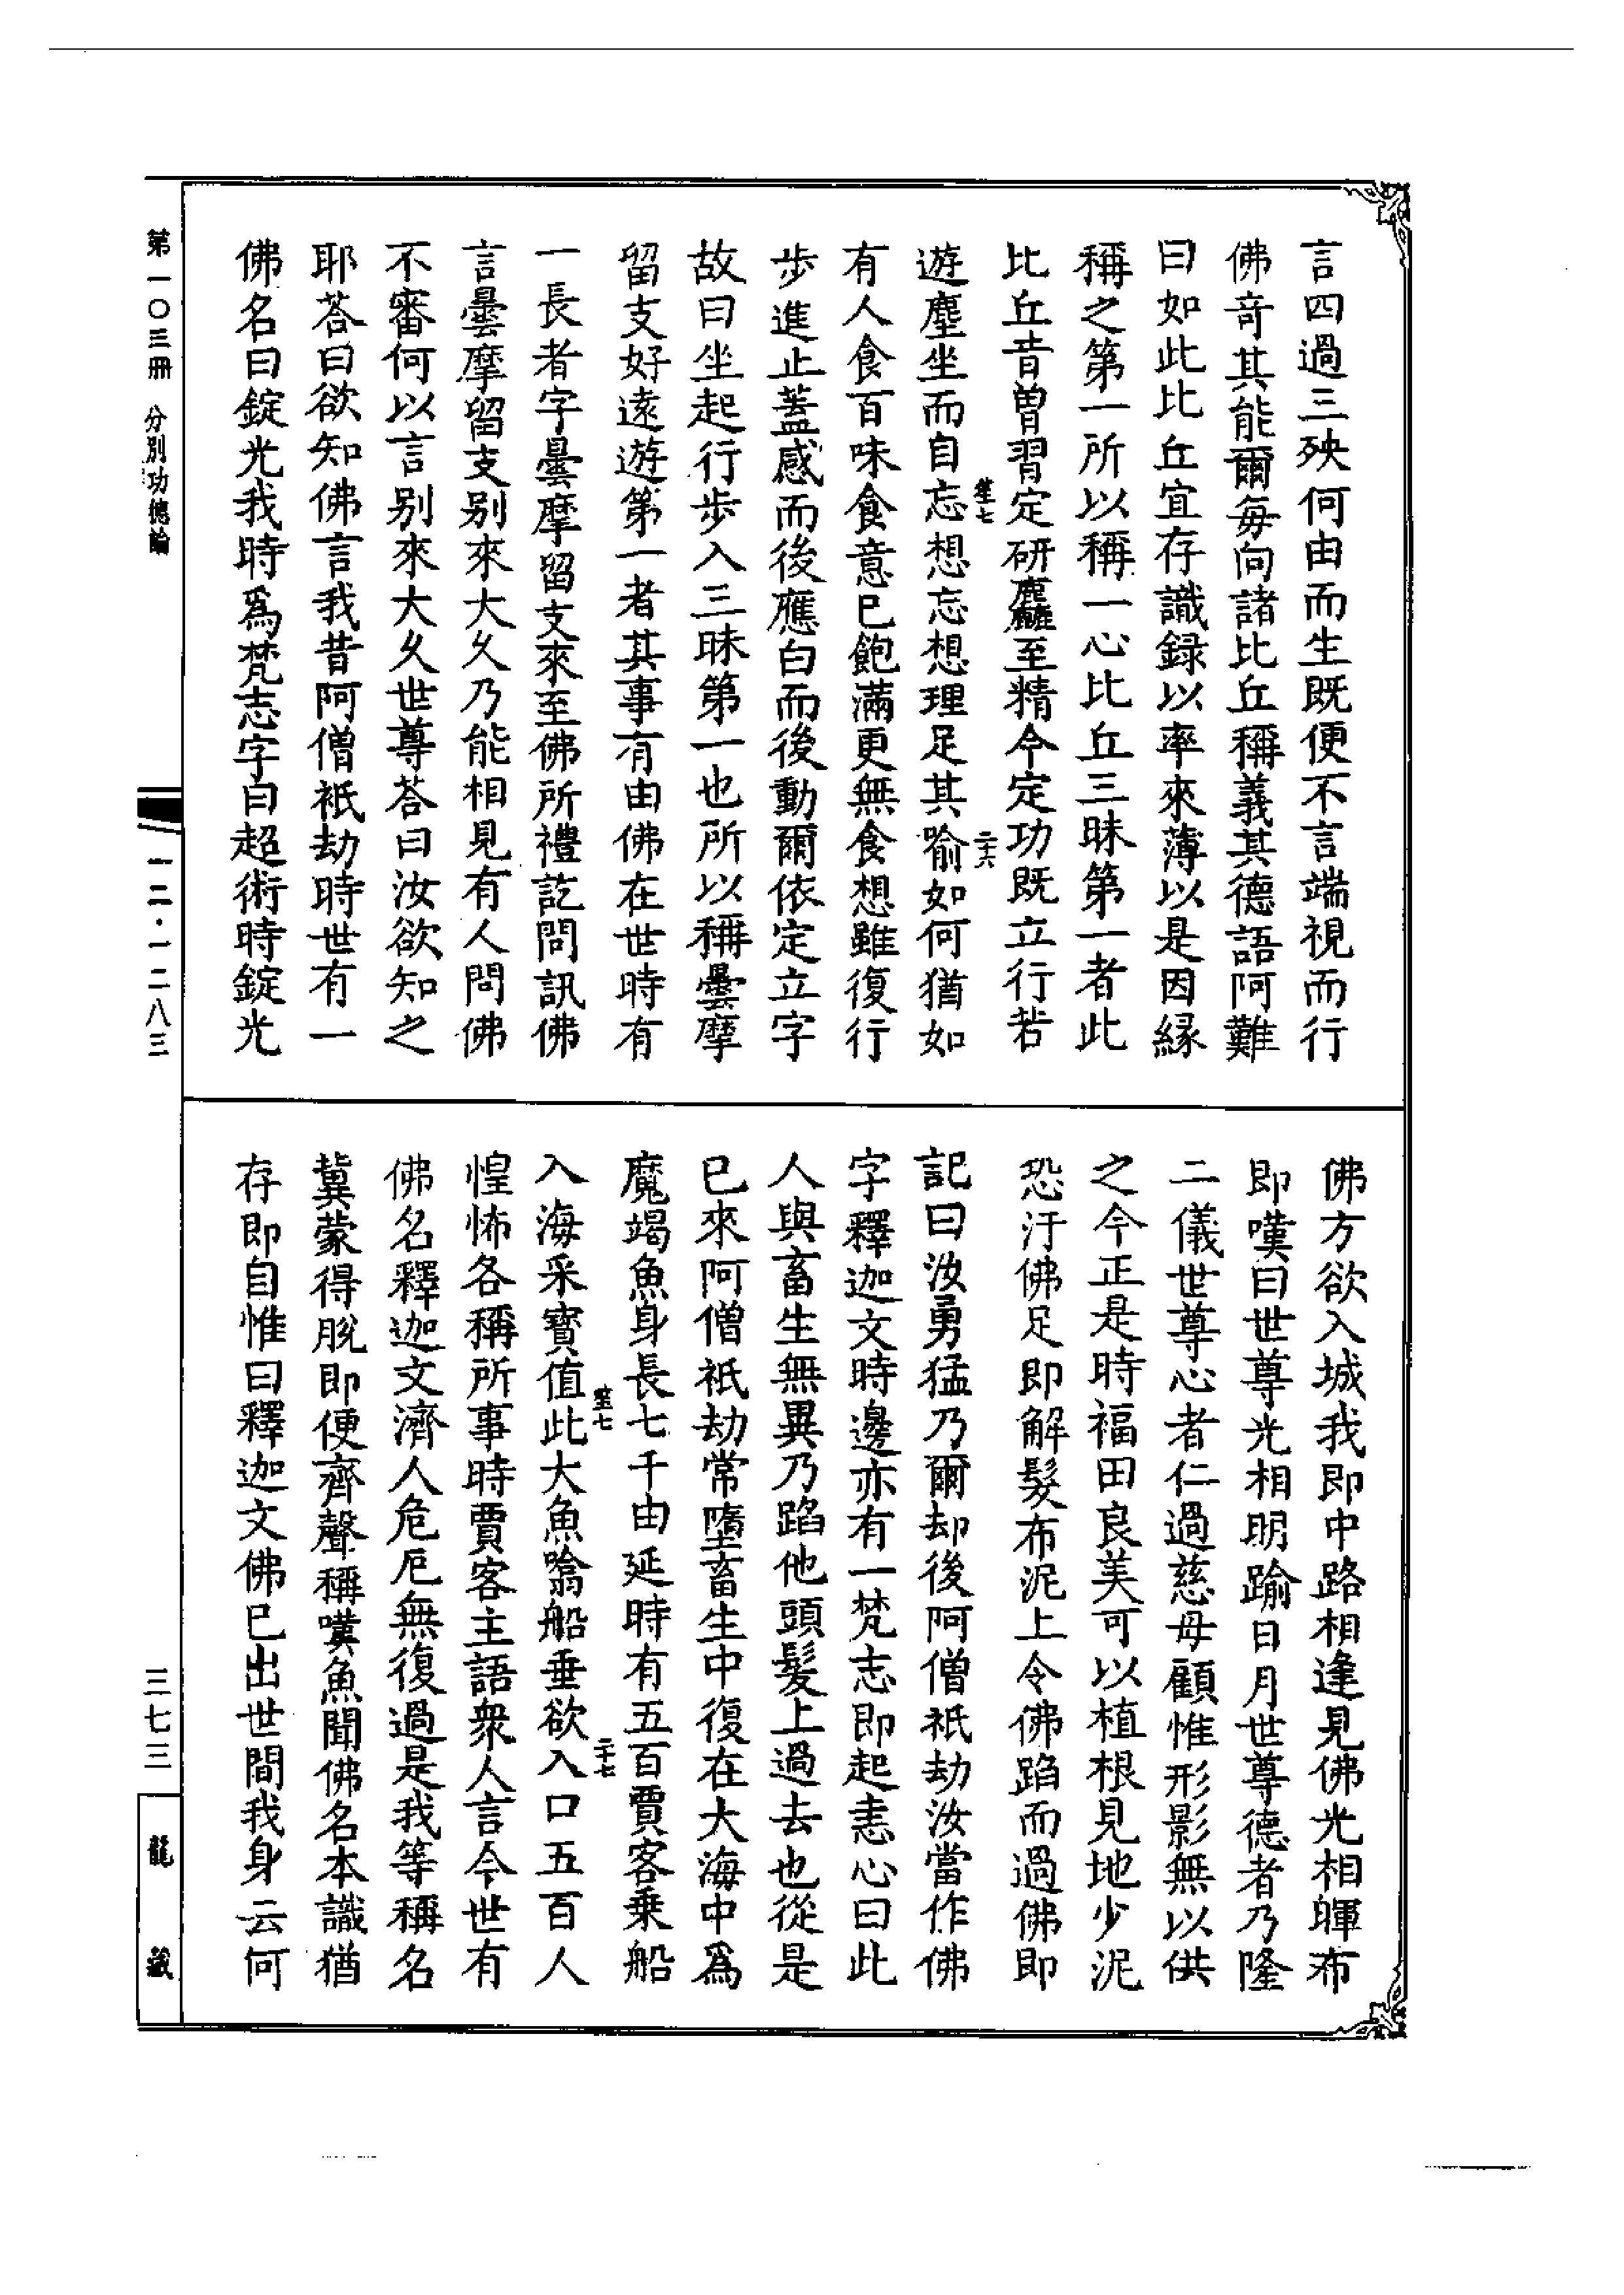 言四過三殃何由而生既便不言端視而行
佛奇其能爾每向諸比丘稱義其德語阿難
曰如此比丘宜存識録以率來薄以是因緣
稱之第一所以稱一心比丘三昧第一者此
比丘昔曽習定研麤至精今定功既立行若
遊塵坐而自忘想忘想理足其喻如何猶如
有人食百味食意已飽滿更無食想雖復行
步進止蓋感而後應白而後動爾依定立字
故曰坐起行步入三昧第一也所以稱曇摩
留支好遠遊第一者其事有由佛在世時有
一長者字曇摩留支來至佛所禮訖問訊佛
言曇摩留支别來大久乃能相見有人問佛
不審何以言别來大久世尊荅曰汝欲知之
耶荅曰欲知佛言我昔阿僧祇劫時世有一
佛名曰錠光我時爲梵志字曰超術時錠光
佛方欲入城我即中路相逢見佛光相暉布
即嘆曰世尊光相明踰日月世尊德者乃隆
二儀世尊心者仁過慈母顧惟形影無以供
之今正是時福田良美可以植根見地少泥
恐汙佛足即解髮布泥上令佛蹈而過佛即
記曰汝勇猛乃爾却後阿僧祇劫汝當作佛
字釋迦文時邊亦有一梵志即起恚心曰此
人與畜生無異乃蹈他頭髮上過去也從是
已來阿僧祇劫常墮畜生中復在大海中爲
魔竭魚身長七千由延時有五百賈客乗船
入海采寳值此大魚噏船垂欲入口五百人
惶怖各稱所事時賈客主語衆人言今世有
佛名釋迦文濟人危厄無復過是我等稱名
冀蒙得脫即便齊聲稱嘆魚聞佛名本識猶
存即自惟曰釋迦文佛已出世間我身云何
笙七
二十六
笙七
二十七
第一〇三冊 分別功德論
一二·一二八三
三七三
龍藏